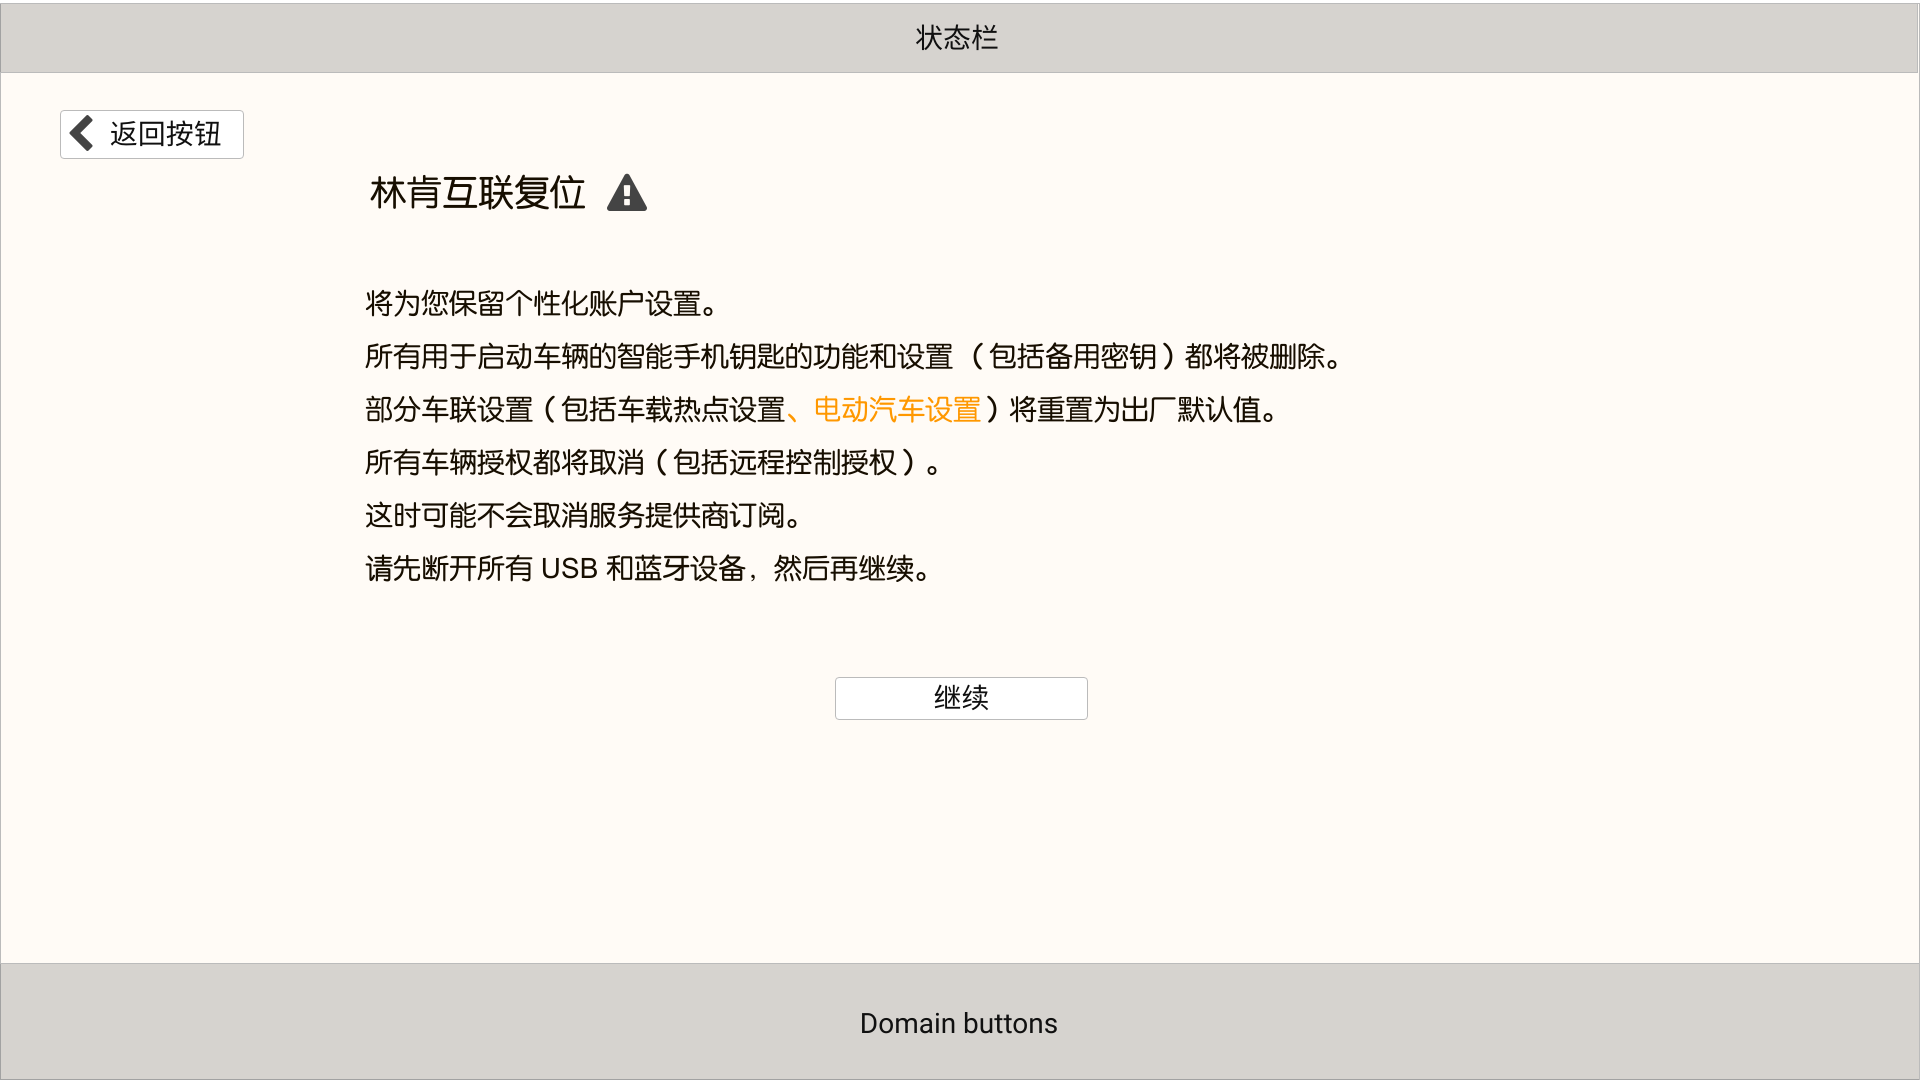 状态栏
返回按钮
林肯互联复位
将为您保留个性化账户设置。
所有用于启动车辆的智能手机钥匙的功能和设置（包括备用密钥）都将被删除。
部分车联设置（包括车载热点设置、电动汽车设置）将重置为出厂默认值。
所有车辆授权都将取消（包括远程控制授权）。
这时可能不会取消服务提供商订阅。
请先断开所有 USB 和蓝牙设备，然后再继续。
继续
Domain buttons